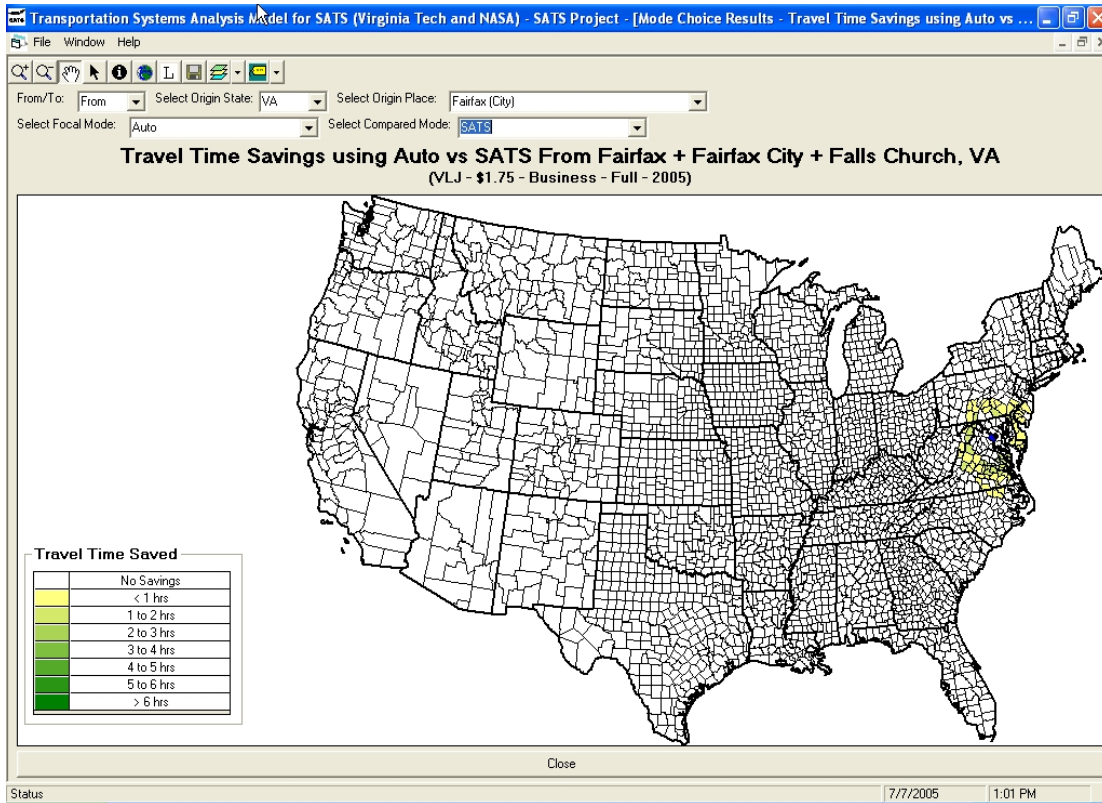 SATS Transportation Systems Analysis Model for SATS (Virginia Tech and NASA) - SATS Project - [Mode Choice Results - Travel Time Savings using Auto vs ...
File Window Help
L
From/To: From Select Origin State: VA Select Origin Place: Fairfax (City)
Select Focal Mode: Auto Select Compared Mode: SATS
Travel Time Savings using Auto vs SATS From Fairfax + Fairfax City + Falls Church, VA
(VLJ - $1.75 - Business - Full - 2005)
Travel Time Saved
No Savings
< 1 hrs
1 to 2 hrs
2 to 3 hrs
3 to 4 hrs
4 to 5 hrs
5 to 6 hrs
> 6 hrs
Close
Status 7/7/2005 1:01 PM